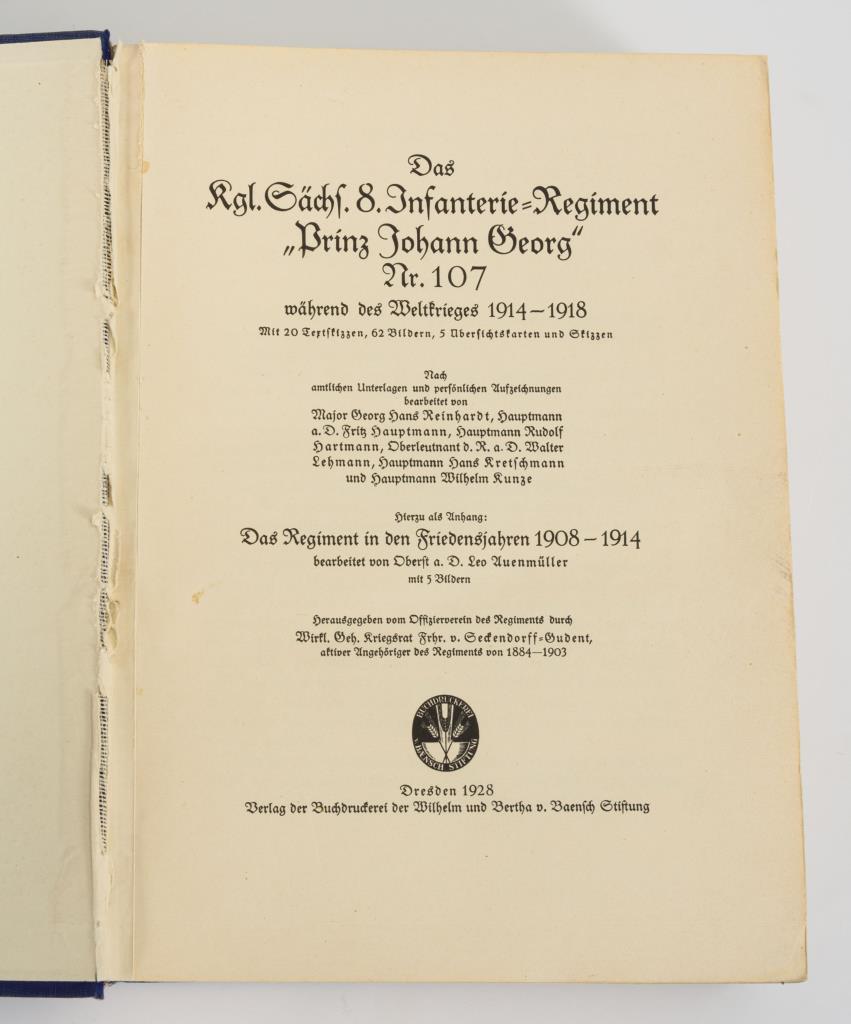 Das
Kgl. Sächs. 8. Infanterie=Regiment
„Prinz Johann Georg“
Nr. 107
während des Weltkrieges 1914–1918
Mit 20 Textskizzen, 62 Bildern, 5 Übersichtskarten und Skizzen
Nach
amtlichen Unterlagen und persönlichen Aufzeichnungen
bearbeitet von
Major Georg Hans Reinhardt, Hauptmann
a. D. Fritz Hauptmann, Hauptmann Rudolf
Hartmann, Oberleutnant d. R. a. D. Walter
Lehmann, Hauptmann Hans Kretschmann
und Hauptmann Wilhelm Kunze
Hierzu als Anhang:
Das Regiment in den Friedensjahren 1908–1914
bearbeitet von Oberst a. D. Leo Auenmüller
mit 5 Bildern
Herausgegeben vom Offizierverein des Regiments durch
Wirkl. Geh. Kriegsrat Frhr. v. Seckendorff=Gudent,
aktiver Angehöriger des Regiments von 1884—1903
BUCHDRUCKEREI
v. BAENSCH STIFTUNG
Dresden 1928
Verlag der Buchdruckerei der Wilhelm und Bertha v. Baensch Stiftung